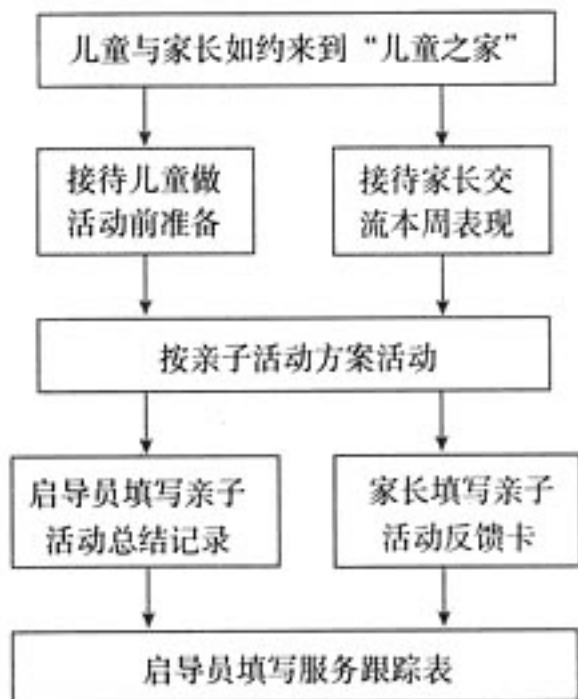 儿童与家长如约来到“儿童之家”
接待儿童做
活动前准备
接待家长交
流本周表现
按亲子活动方案活动
启导员填写亲子
活动总结记录
家长填写亲子
活动反馈卡
启导员填写服务跟踪表